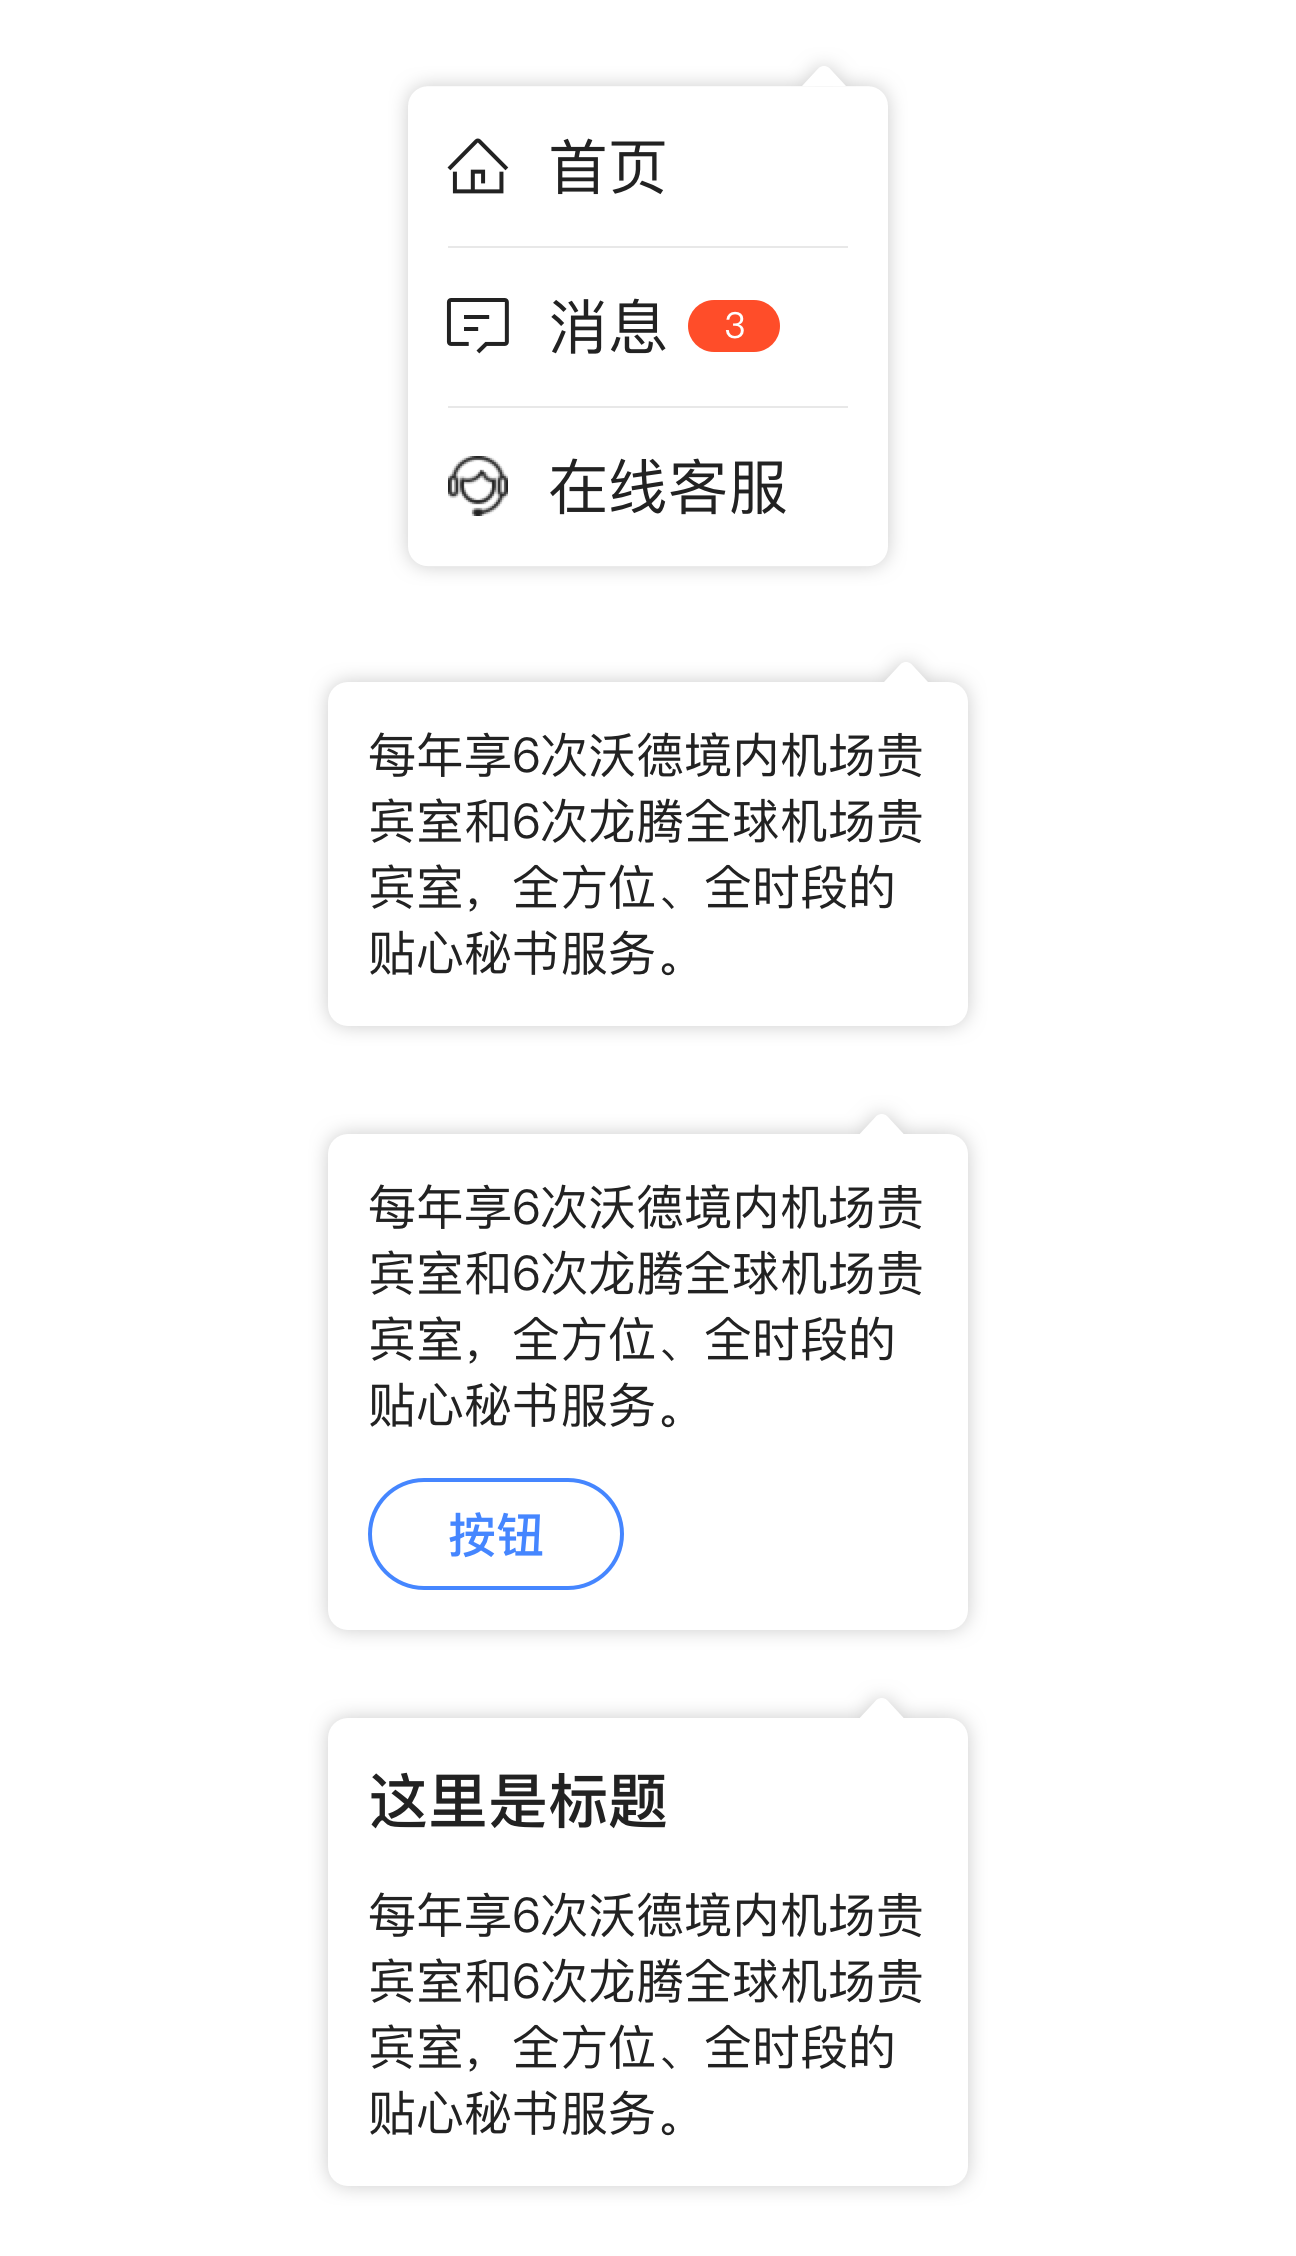 首页
消息 3
在线客服
每年享6次沃德境内机场贵
宾室和6次龙腾全球机场贵
宾室，全方位、全时段的
贴心秘书服务。
每年享6次沃德境内机场贵
宾室和6次龙腾全球机场贵
宾室，全方位、全时段的
贴心秘书服务。
按钮
这里是标题
每年享6次沃德境内机场贵
宾室和6次龙腾全球机场贵
宾室，全方位、全时段的
贴心秘书服务。